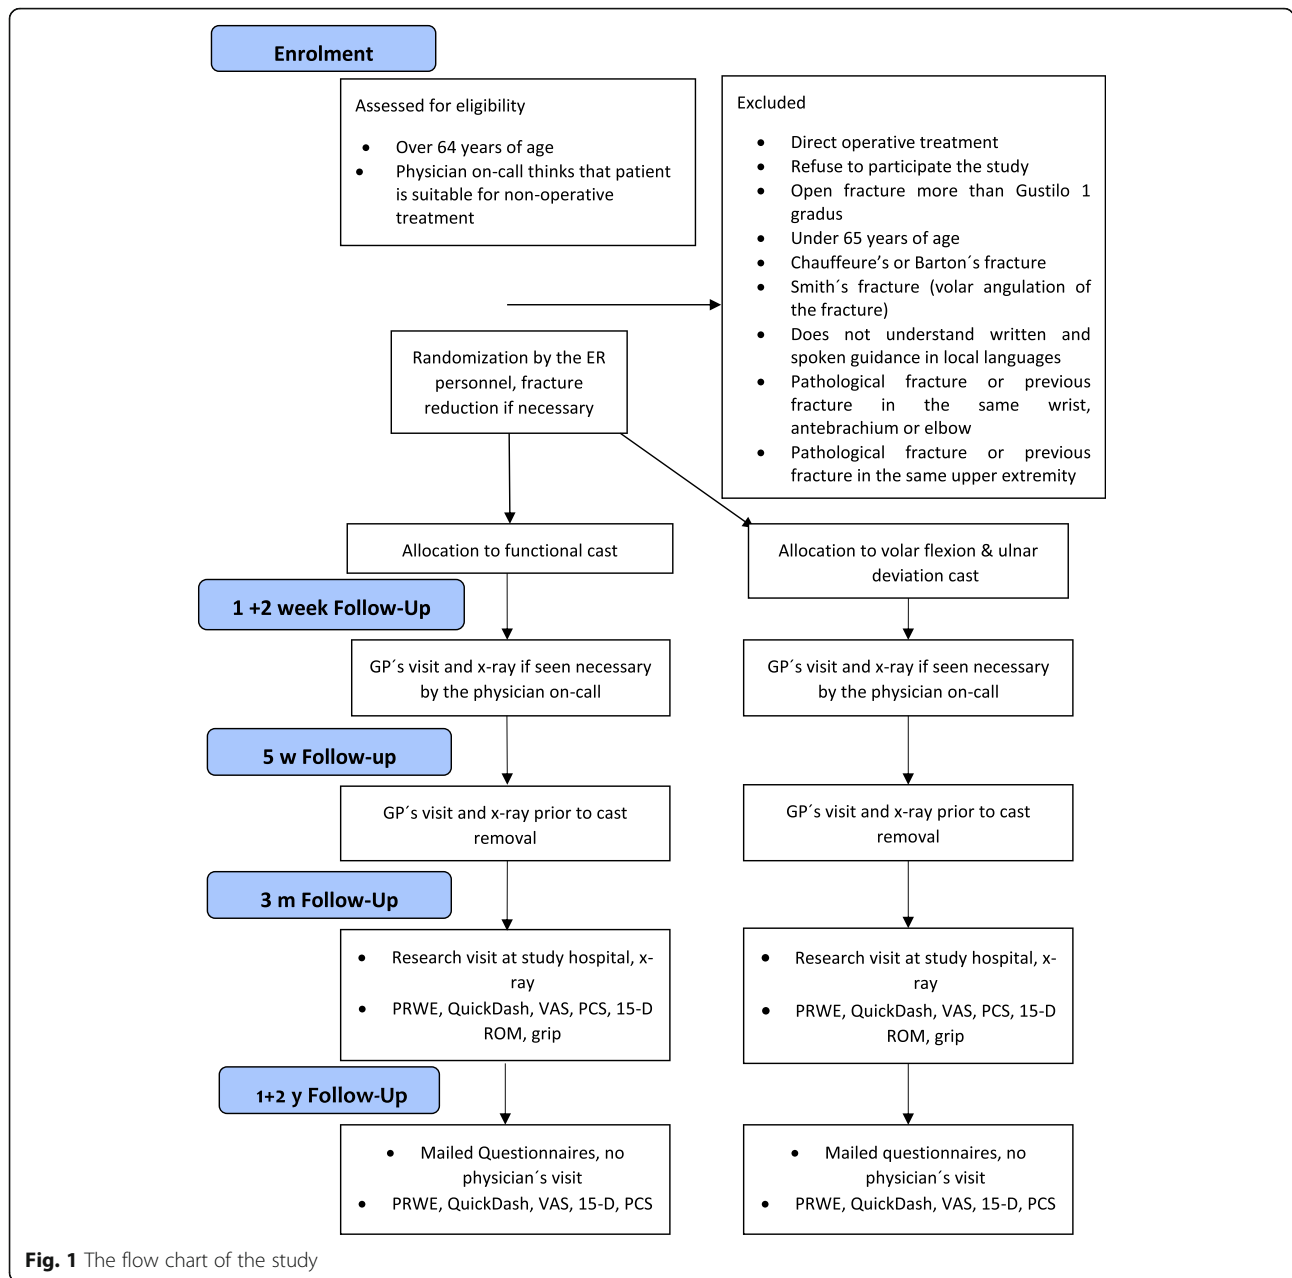 Enrolment
Assessed for eligibility
• Over 64 years of age
• Physician on-call thinks that patient
is suitable for non-operative
treatment
Excluded
• Direct operative treatment
• Refuse to participate the study
• Open fracture more than Gustilo 1
gradus
• Under 65 years of age
• Chauffeure's or Barton´s fracture
• Smith´s fracture (volar angulation of
the fracture)
• Does not understand written and
spoken guidance in local languages
• Pathological fracture or previous
fracture in the same wrist,
antebrachium or elbow
• Pathological fracture or previous
fracture in the same upper extremity
Randomization by the ER
personnel, fracture
reduction if necessary
Allocation to functional cast
Allocation to volar flexion & ulnar
deviation cast
1 +2 week Follow-Up
GP´s visit and x-ray if seen necessary
by the physician on-call
GP´s visit and x-ray if seen necessary
by the physician on-call
5 w Follow-up
GP´s visit and x-ray prior to cast
removal
GP´s visit and x-ray prior to cast
removal
3 m Follow-Up
• Research visit at study hospital, x-
ray
• PRWE, QuickDash, VAS, PCS, 15-D
ROM, grip
• Research visit at study hospital, x-
ray
• PRWE, QuickDash, VAS, PCS, 15-D
ROM, grip
1+2 y Follow-Up
• Mailed Questionnaires, no
physician´s visit
• PRWE, QuickDash, VAS, 15-D, PCS
• Mailed questionnaires, no
physician´s visit
• PRWE, QuickDash, VAS, 15-D, PCS
Fig. 1 The flow chart of the study